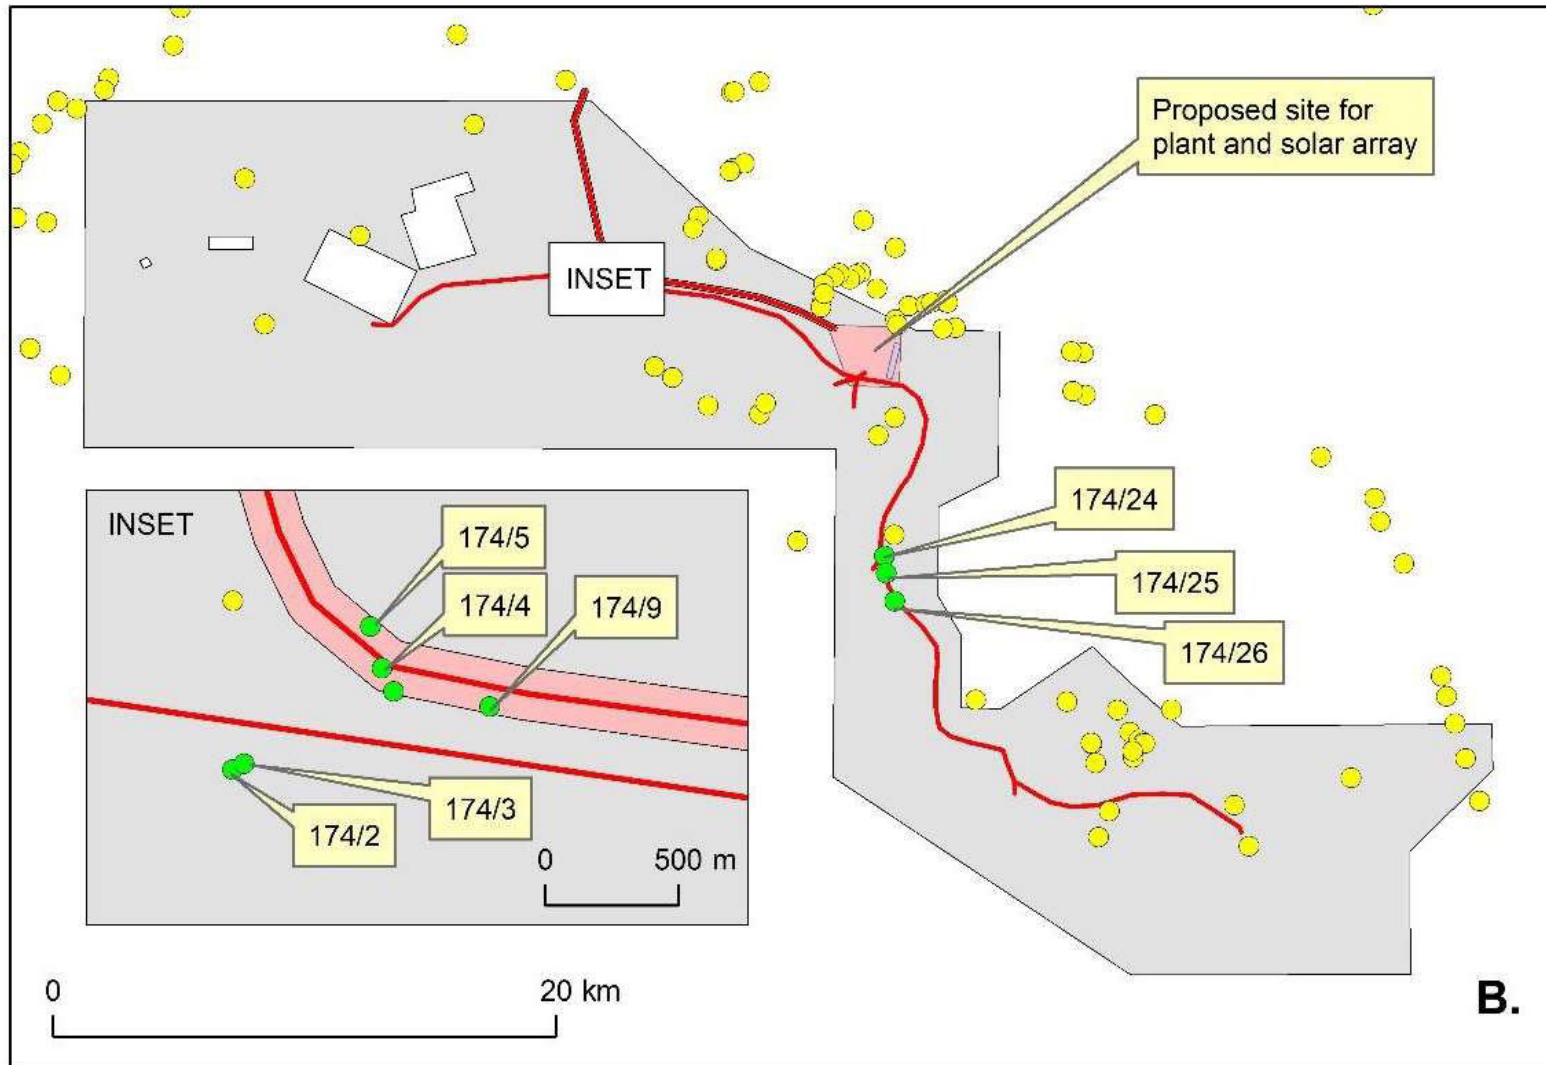 Proposed site for
plant and solar array
INSET
174/24
174/25
174/26
INSET
174/5
174/4
174/9
174/3
174/2
0 500 m
0 20 km
B.